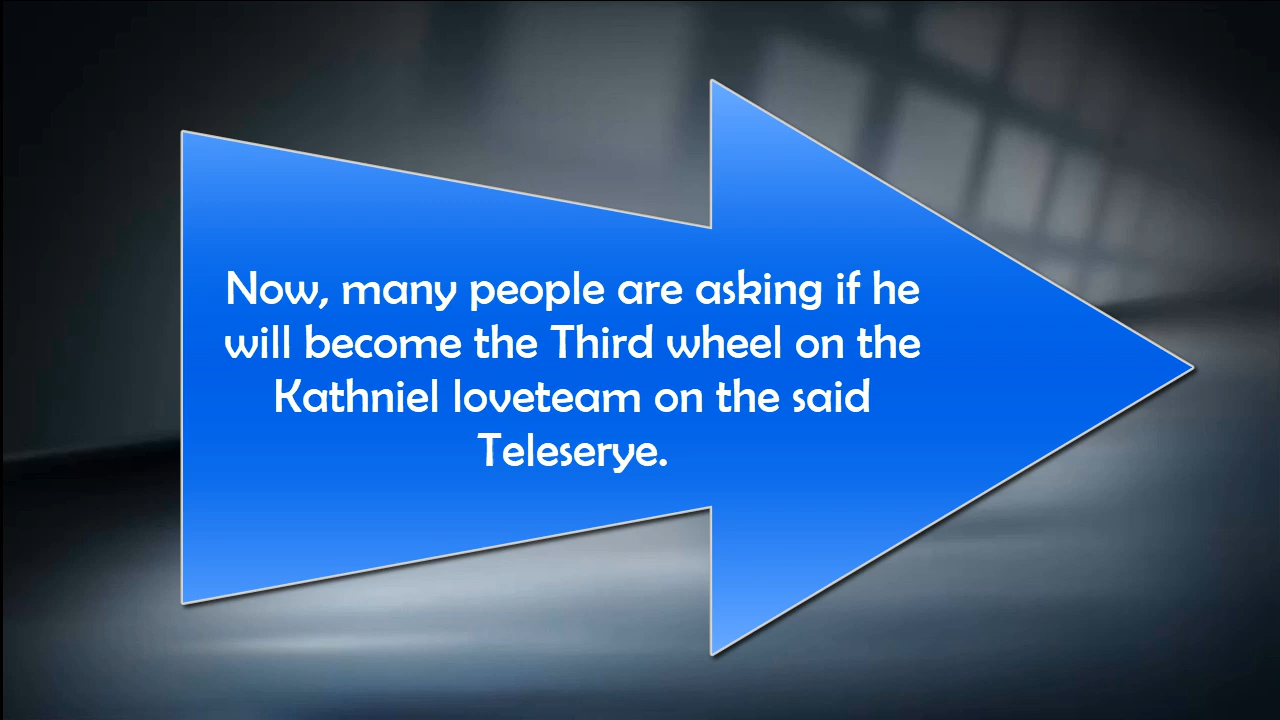 Now, many people are asking if he
will become the Third wheel on the
Kathniel loveteam on the said
Teleserye.